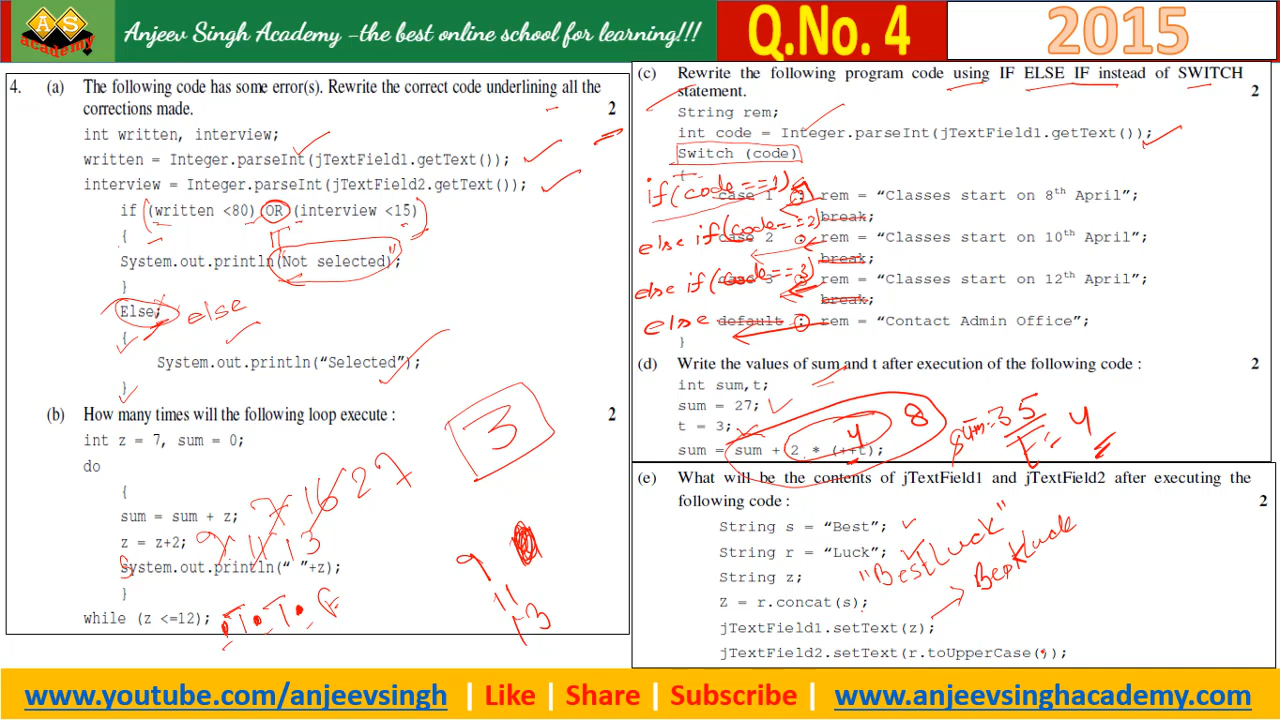 AS
academy
Anjeev Singh Academy –the best online school for learning!!!
Q.No. 4
2015
4. (a) The following code has some error(s). Rewrite the correct code underlining all the
corrections made. 2
int written, interview;
written = Integer.parseInt(jTextField1.getText());
interview = Integer.parseInt(jTextField2.getText());
if (written <80) OR (interview <15)
{
System.out.println(Not selected);
}
Else; else
{
System.out.println(“Selected”);
}
(b) How many times will the following loop execute : 2
int z = 7, sum = 0;
3
do
{
sum = sum + z; 7 16 27
z = z+2; 9 11 13
System.out.println(“ ”+z);
9
11
13
}
while (z <=12); T T F
(c) Rewrite the following program code using IF ELSE IF instead of SWITCH
statement. 2
String rem;
int code = Integer.parseInt(jTextField1.getText());
Switch (code)
{
if(code==1)
case 1 : rem = “Classes start on 8th April”;
break;
else if(code==2)
case 2 : rem = “Classes start on 10th April”;
break;
else if(code==3)
case 3 : rem = “Classes start on 12th April”;
break;
else default : rem = “Contact Admin Office”;
}
(d) Write the values of sum and t after execution of the following code : 2
int sum,t;
sum = 27;
t = 3; 4 8
sum = sum + 2 * (++t);
sum=35
t=4
(e) What will be the contents of jTextField1 and jTextField2 after executing the
following code : 2
String s = “Best”;
String r = “Luck”;
String z;
"BestLuck"
Z = r.concat(s);
jTextField1.setText(z);
jTextField2.setText(r.toUpperCase());
www.youtube.com/anjeevsingh | Like | Share | Subscribe | www.anjeevsinghacademy.com